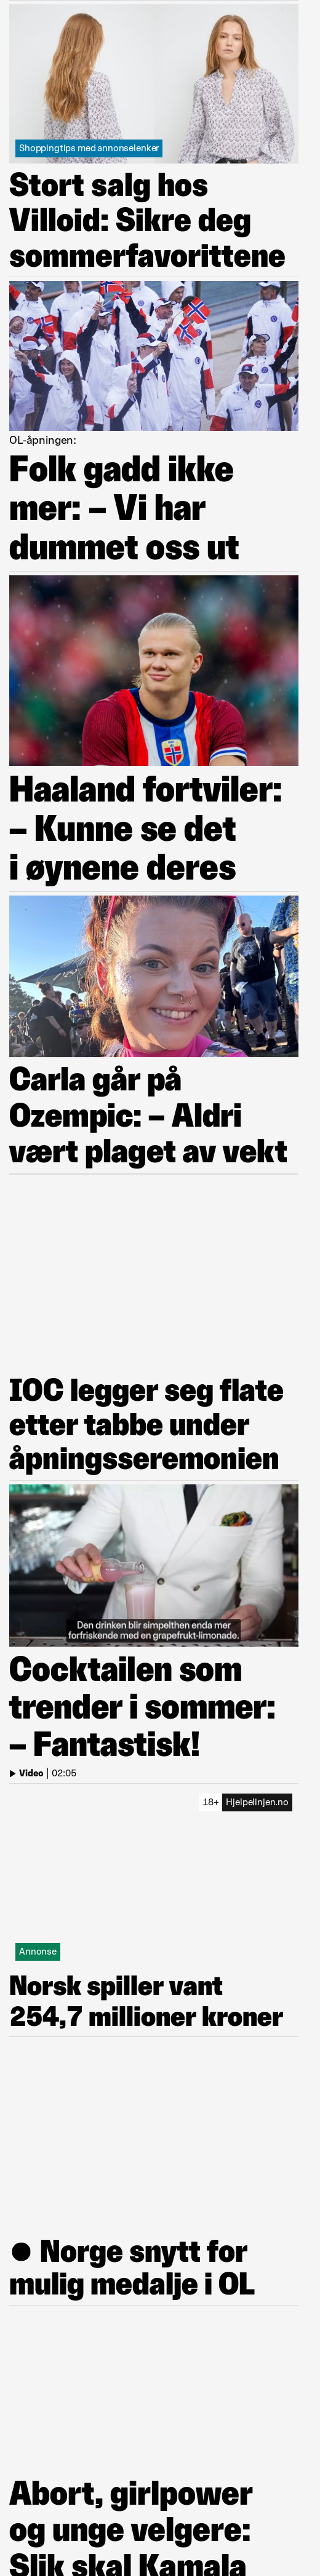 Shoppingtips med annonselenker
Stort salg hos
Villoid: Sikre deg
sommerfavorittene
OL-åpningen:
Folk gadd ikke
mer: – Vi har
dummet oss ut
Haaland fortviler:
– Kunne se det
i øynene deres
Carla går på
Ozempic: – Aldri
vært plaget av vekt
IOC legger seg flate
etter tabbe under
åpningsseremonien
Den drinken blir simpelthen enda mer
forfriskende med en grapefrukt-limonade.
Cocktailen som
trender i sommer:
– Fantastisk!
Video | 02:05
18+ Hjelpelinjen.no
Annonse
Norsk spiller vant
254,7 millioner kroner
● Norge snytt for
mulig medalje i OL
Abort, girlpower
og unge velgere:
Slik skal Kamala